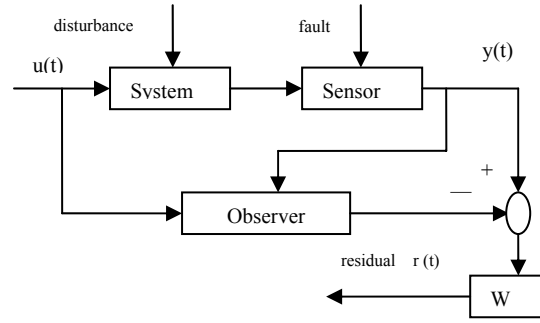 disturbance
fault
u(t)
y(t)
System
Sensor
+
—
Observer
residual r (t)
W